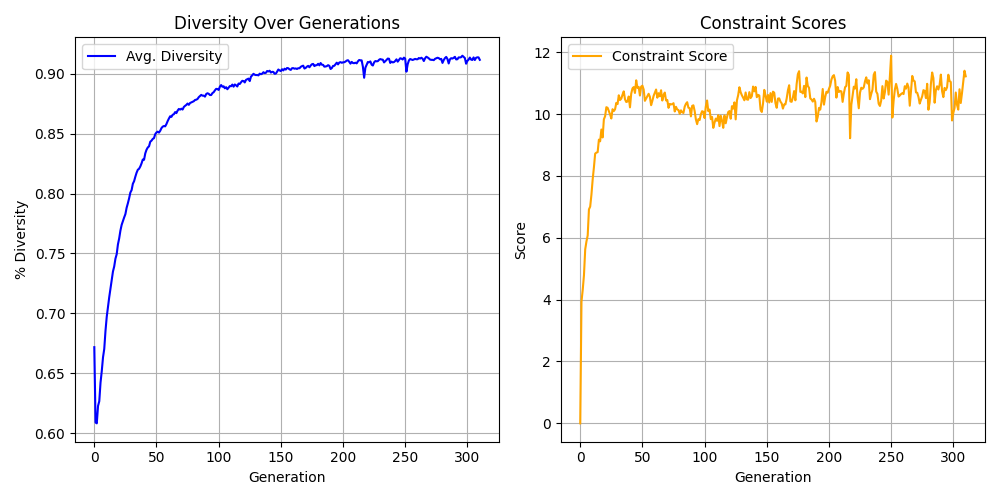 Diversity Over Generations
Avg. Diversity
% Diversity
0.90
0.85
0.80
0.75
0.70
0.65
0.60
0 50 100 150 200 250 300
Generation
Constraint Scores
Constraint Score
Score
12
10
8
6
4
2
0
0 50 100 150 200 250 300
Generation